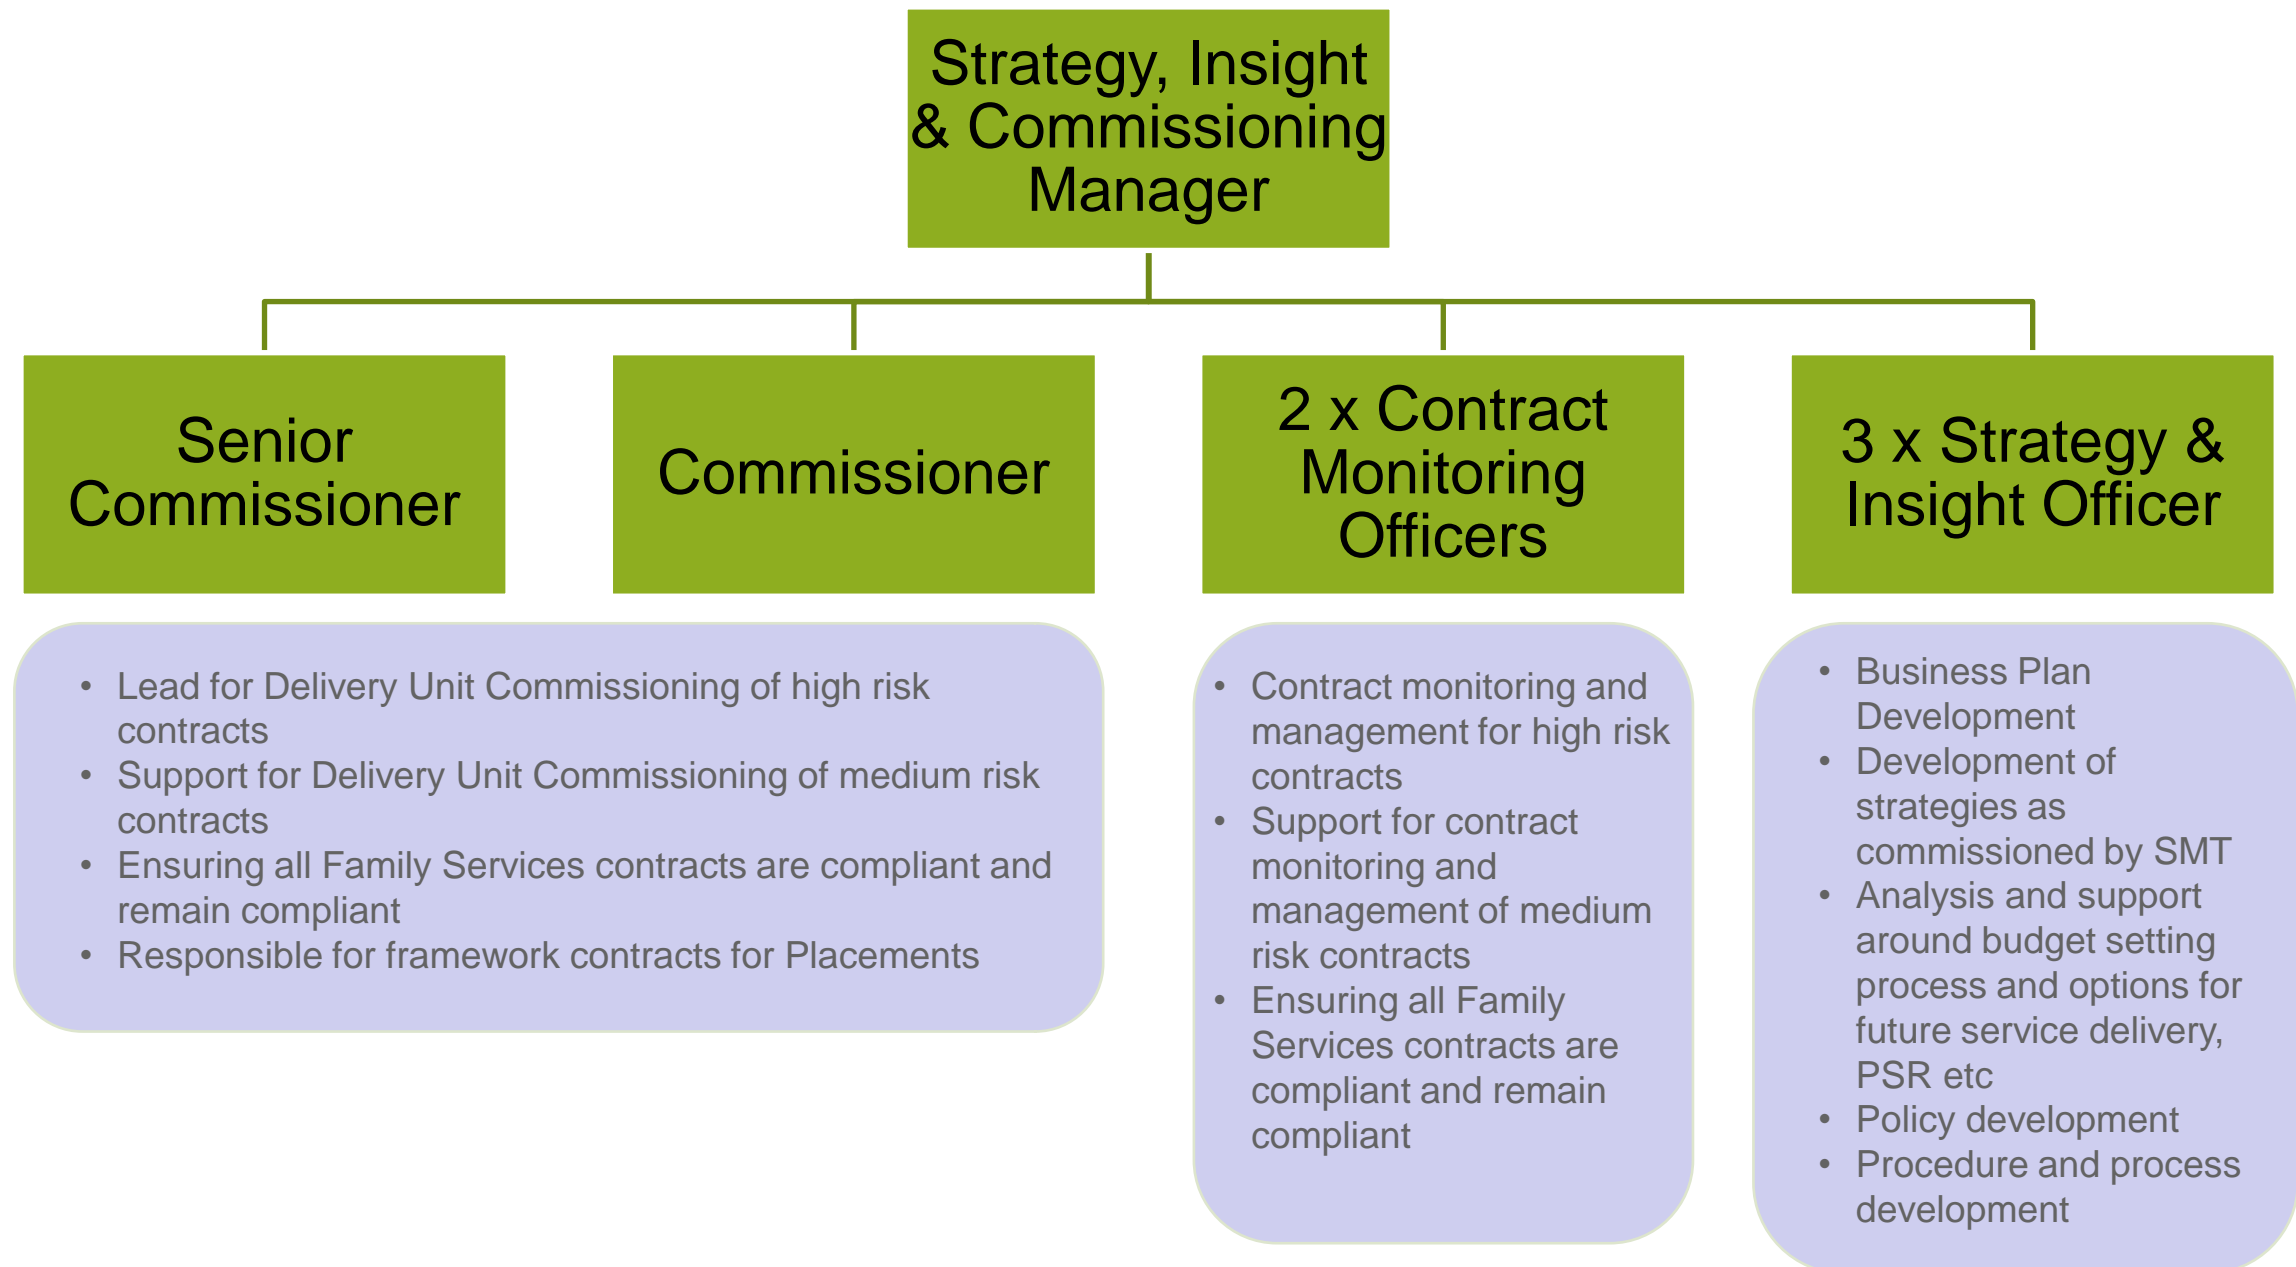 Strategy, Insight
& Commissioning
Manager
Senior
Commissioner
Commissioner
2 x Contract
Monitoring
Officers
3 x Strategy &
Insight Officer
• Lead for Delivery Unit Commissioning of high risk
contracts
• Support for Delivery Unit Commissioning of medium risk
contracts
• Ensuring all Family Services contracts are compliant and
remain compliant
• Responsible for framework contracts for Placements
• Contract monitoring and
management for high risk
contracts
• Support for contract
monitoring and
management of medium
risk contracts
• Ensuring all Family
Services contracts are
compliant and remain
compliant
• Business Plan
Development
• Development of
strategies as
commissioned by SMT
• Analysis and support
around budget setting
process and options for
future service delivery,
PSR etc
• Policy development
• Procedure and process
development